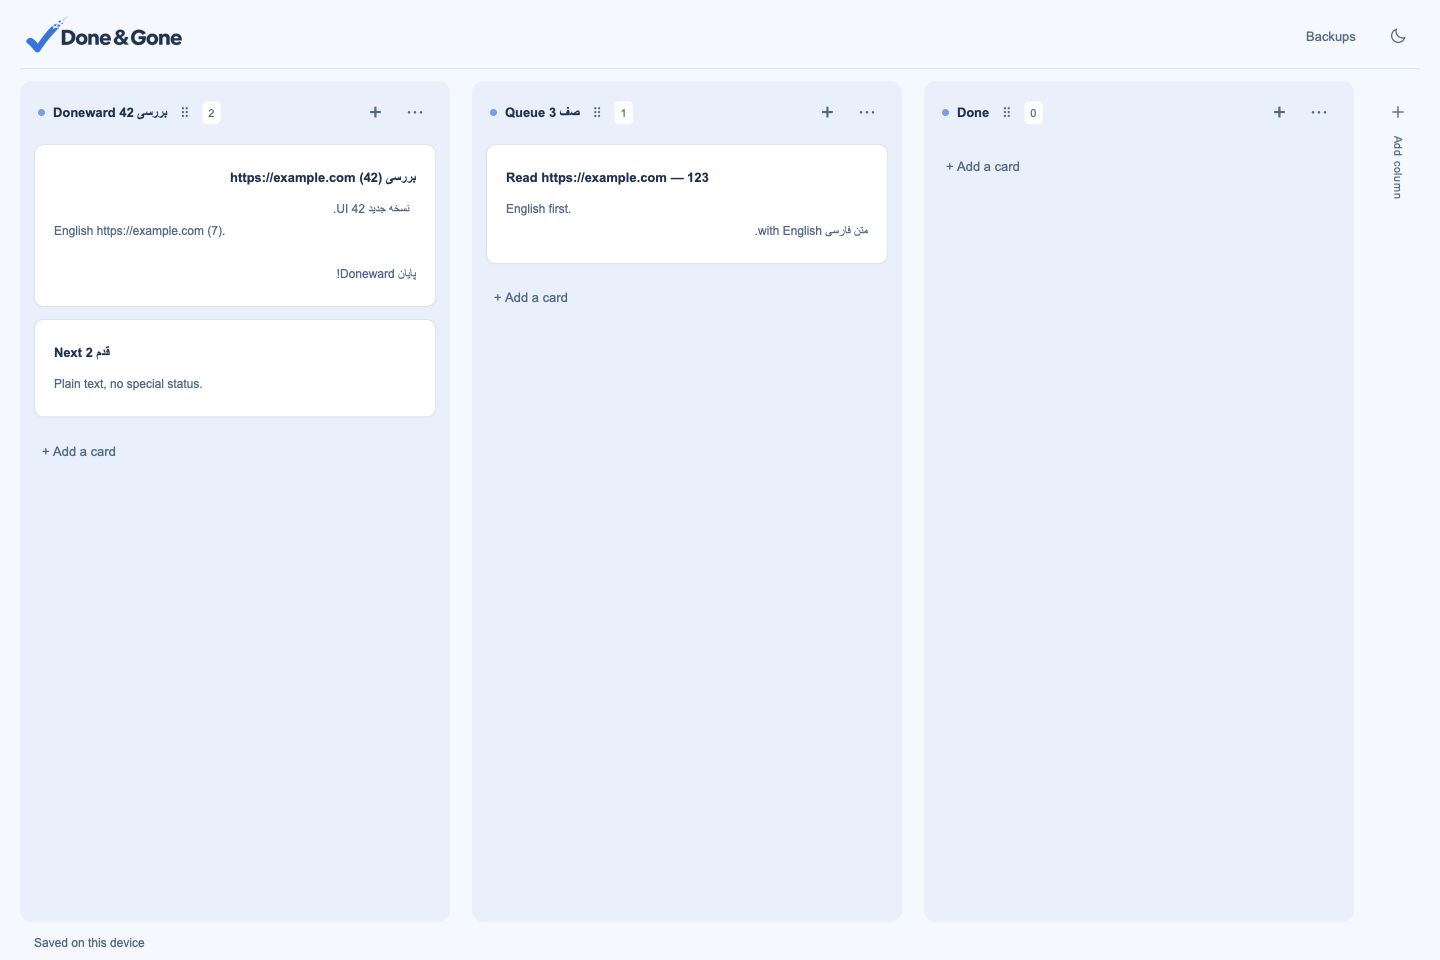 Done & Gone
Backups
Doneward 42 بررسی
2
بررسی (42) https://example.com
نسخه جدید UI 42.
English https://example.com (7).
پایان Doneward!
Next 2 قدم
Plain text, no special status.
+ Add a card
Queue 3 صف
1
Read https://example.com — 123
English first.
متن فارسی with English.
+ Add a card
Done
0
+ Add a card
Add column
Saved on this device